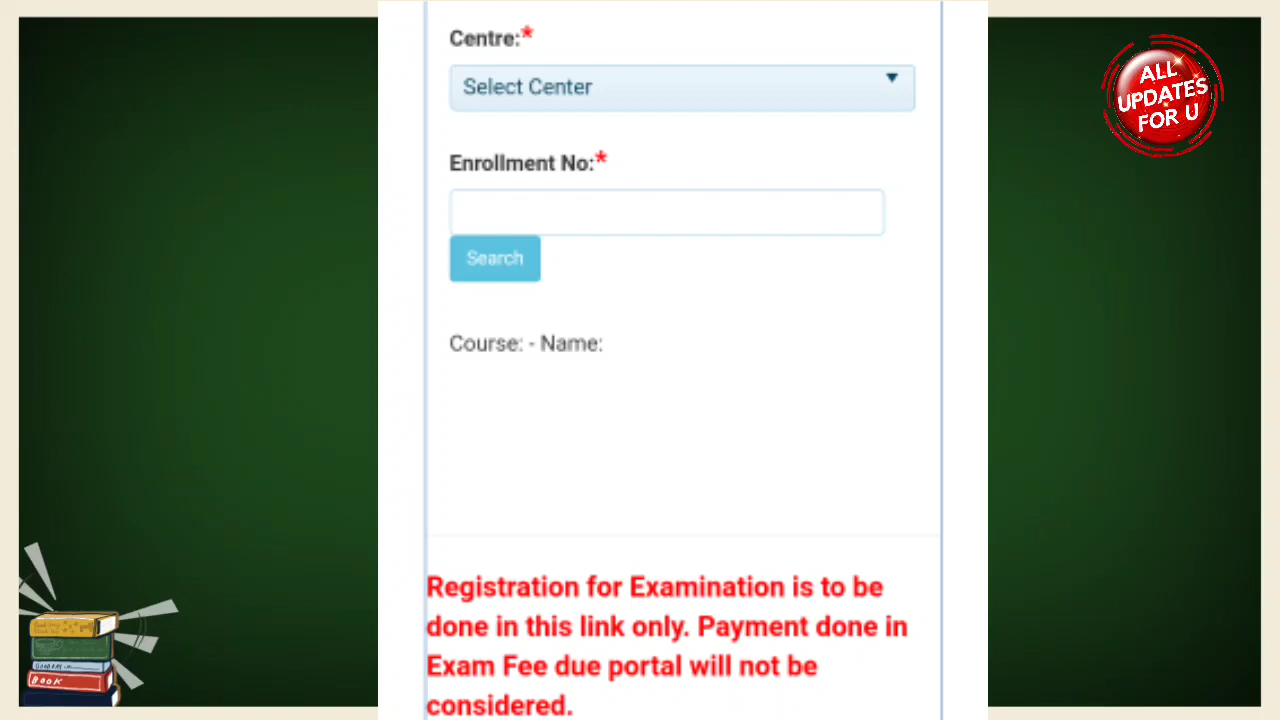 Centre:*
Select Center
Enrollment No:*
Search
Course: - Name:
Registration for Examination is to be
done in this link only. Payment done in
Exam Fee due portal will not be
considered.
ALL
UPDATES
FOR U
BOOK